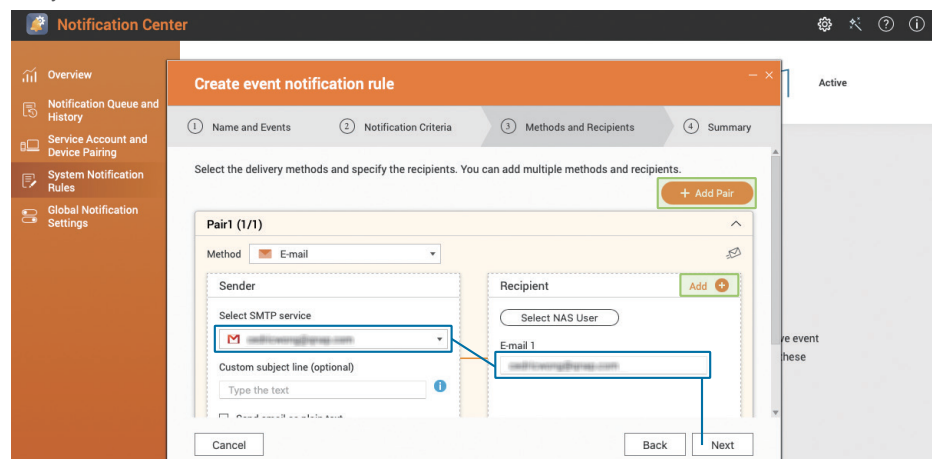 Notification Center
Overview
Notification Queue and
History
Service Account and
Device Pairing
System Notification
Rules
Global Notification
Settings
Active
Create event notification rule
1 Name and Events
2 Notification Criteria
3 Methods and Recipients
4 Summary
Select the delivery methods and specify the recipients. You can add multiple methods and recipients.
+ Add Pair
Pair1 (1/1)
Method
E-mail
Sender
Select SMTP service
Custom subject line (optional)
Type the text
Recipient
Add
Select NAS User
E-mail 1
event
these
Cancel
Back
Next